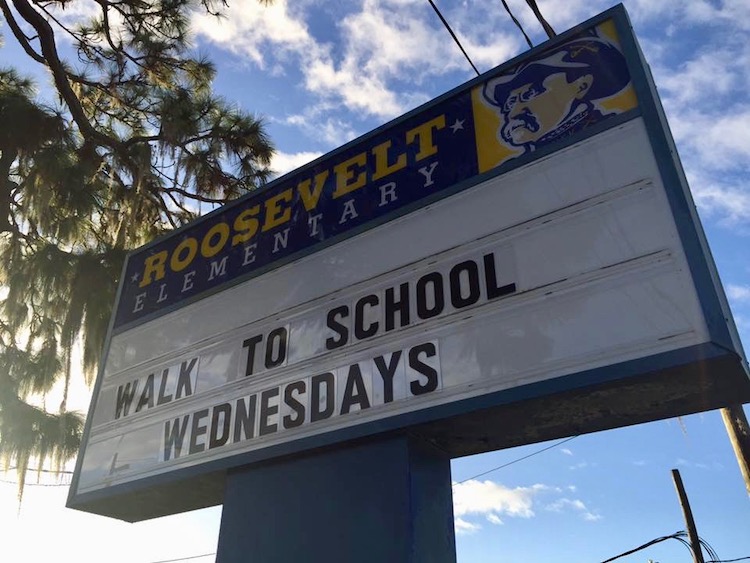 ROOSEVELT
ELEMENTARY
WALK TO SCHOOL
WEDNESDAYS